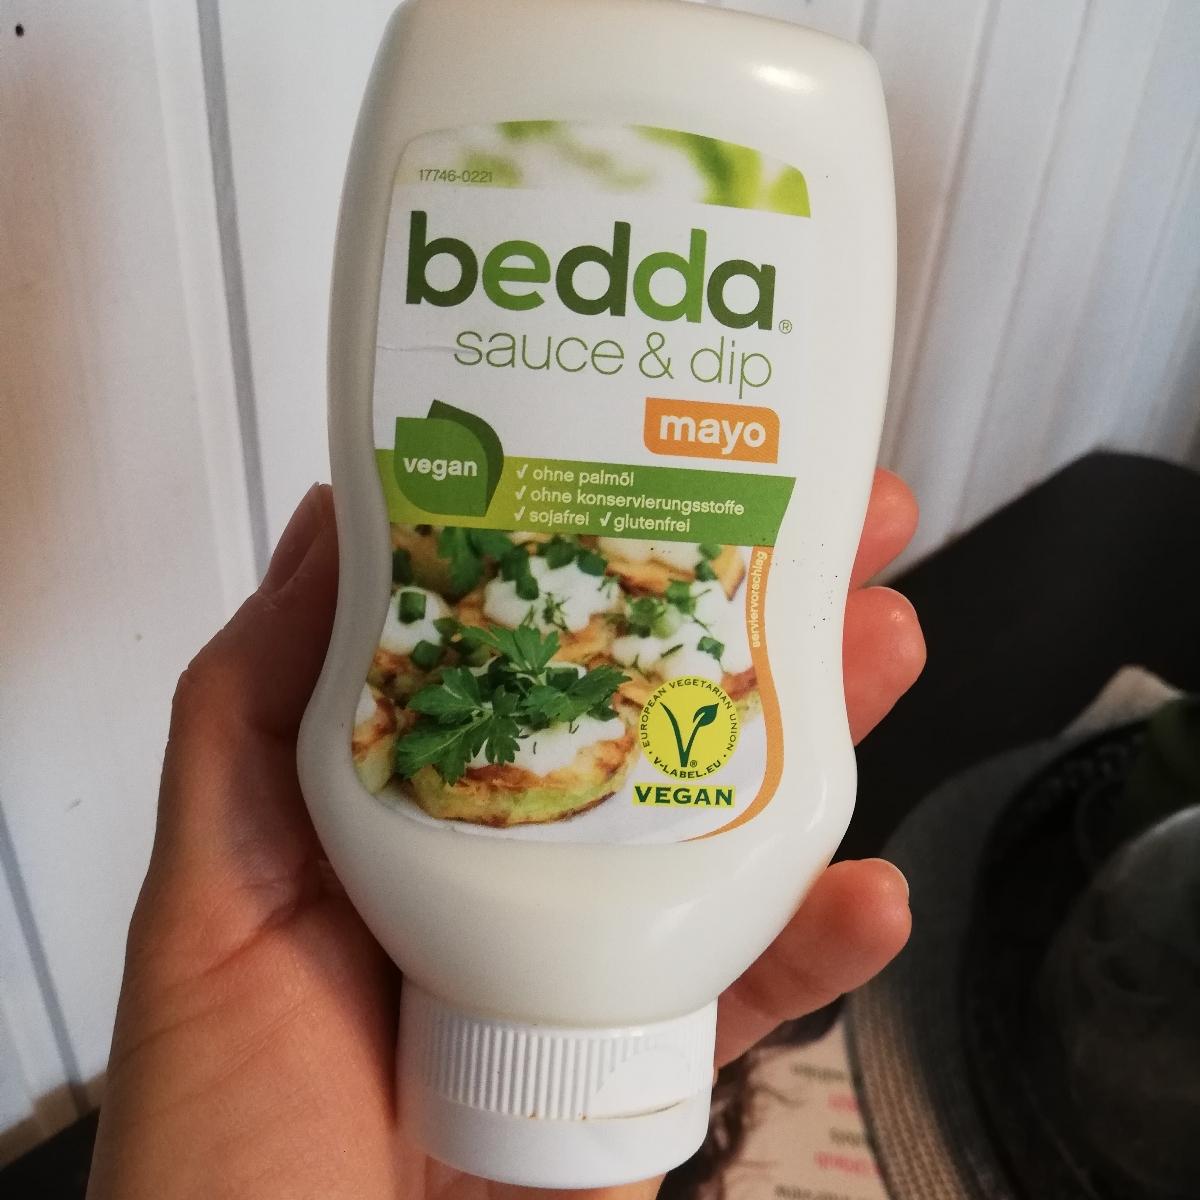 17746-0221
bedda®
sauce & dip
mayo
vegan
✓ ohne palmöl
✓ ohne konservierungsstoffe
✓ sojafrei ✓ glutenfrei
serviervorschlag
EUROPEAN VEGETARIAN UNION
• V-LABEL.EU •
®
VEGAN